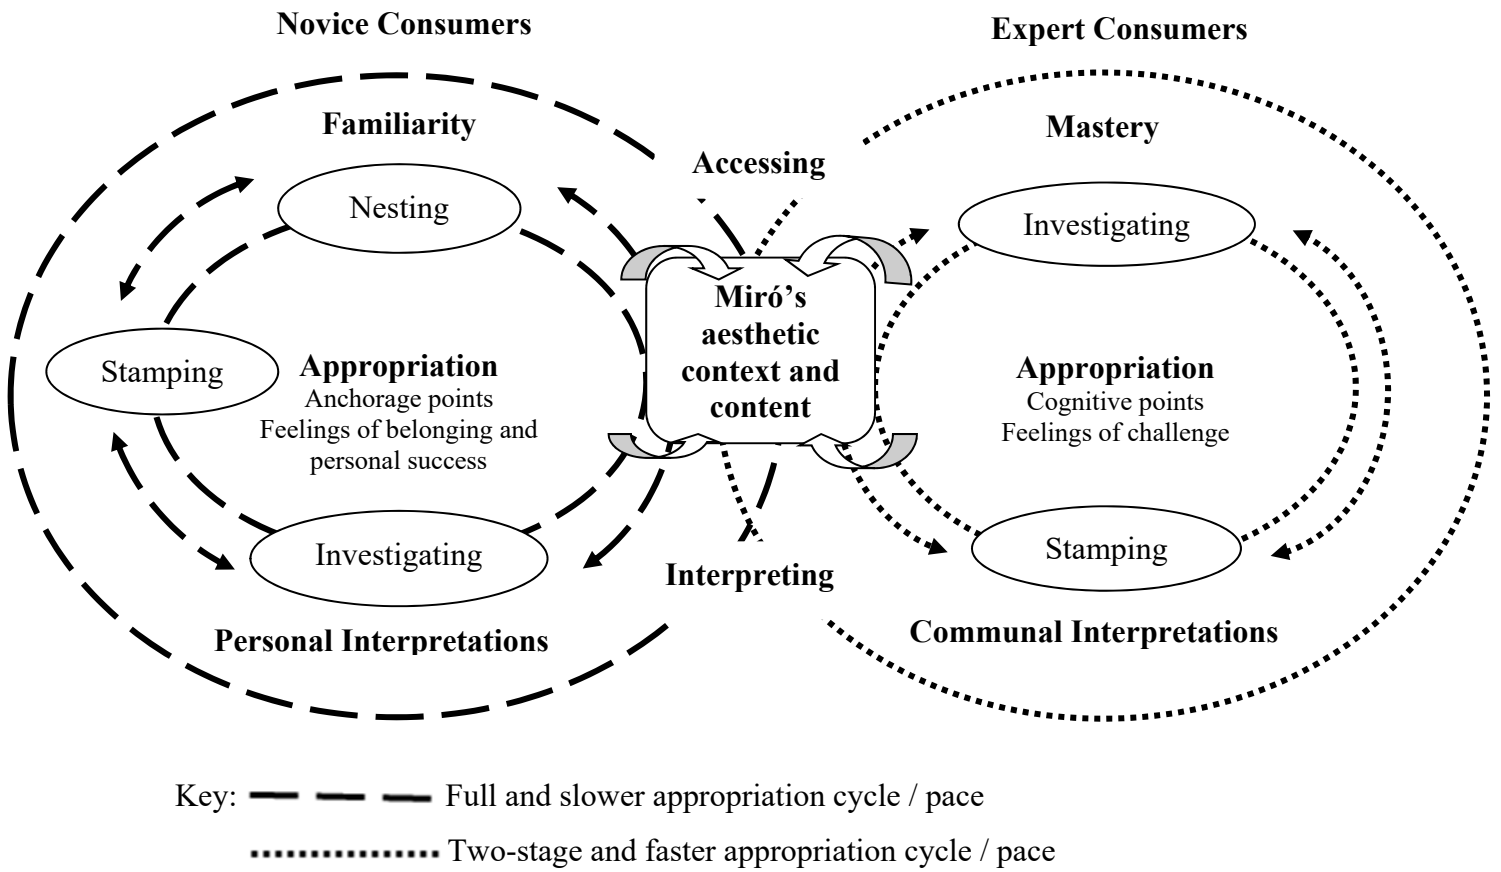 Novice Consumers
Expert Consumers
Familiarity
Mastery
Accessing
Nesting
Investigating
Miró’s
aesthetic
context and
content
Stamping
Appropriation
Anchorage points
Feelings of belonging and
personal success
Appropriation
Cognitive points
Feelings of challenge
Investigating
Stamping
Interpreting
Personal Interpretations
Communal Interpretations
Key:
Full and slower appropriation cycle / pace
Two-stage and faster appropriation cycle / pace